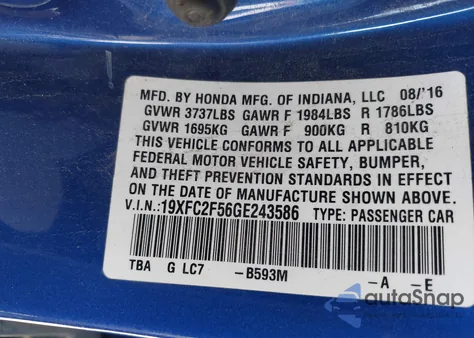 MFD. BY HONDA MFG. OF INDIANA, LLC 08/'16
GVWR 3737LBS GAWR F 1984LBS R 1786LBS
GVWR 1695KG GAWR F 900KG R 810KG
THIS VEHICLE CONFORMS TO ALL APPLICABLE
FEDERAL MOTOR VEHICLE SAFETY, BUMPER,
AND THEFT PREVENTION STANDARDS IN EFFECT
ON THE DATE OF MANUFACTURE SHOWN ABOVE.
V.I.N.:19XFC2F56GE243586 TYPE: PASSENGER CAR
TBA G LC7 -B593M -A -E
autoSnap